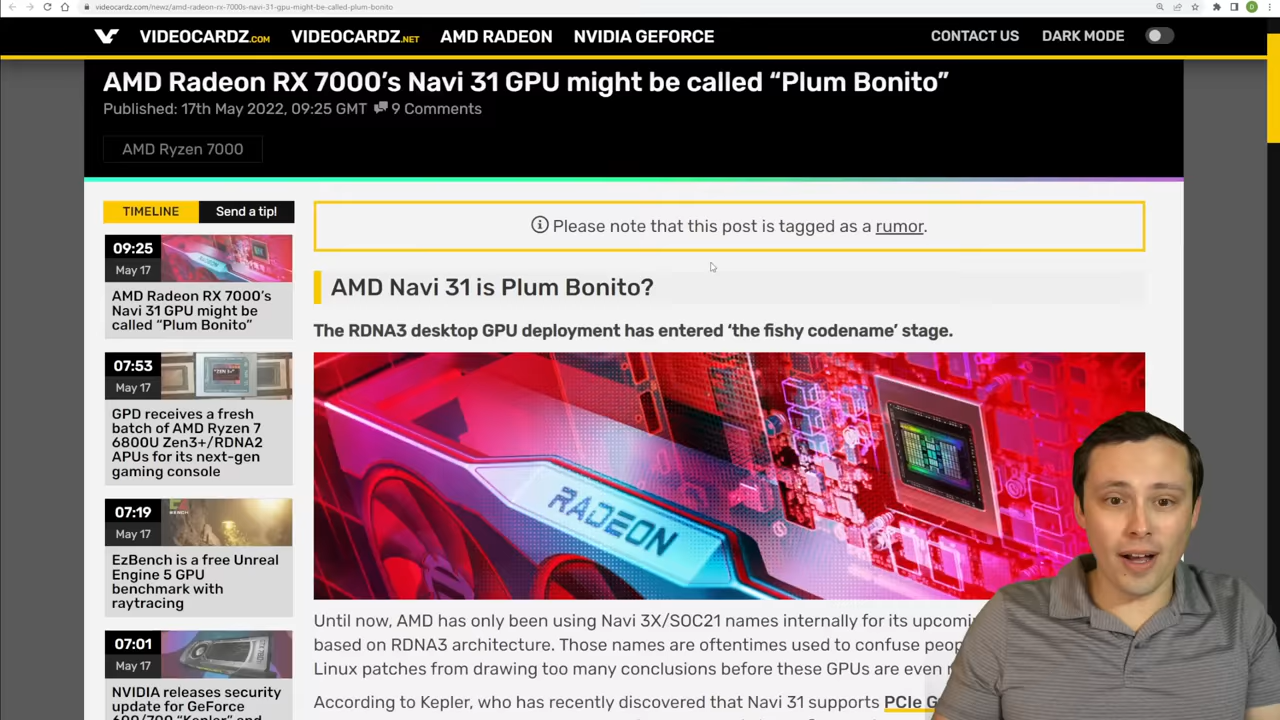 videocardz.com/newz/amd-radeon-rx-7000s-navi-31-gpu-might-be-called-plum-bonito
VIDEOCARDZ.COM VIDEOCARDZ.NET AMD RADEON NVIDIA GEFORCE CONTACT US DARK MODE
AMD Radeon RX 7000’s Navi 31 GPU might be called “Plum Bonito”
Published: 17th May 2022, 09:25 GMT 9 Comments
AMD Ryzen 7000
TIMELINE Send a tip!
09:25
May 17
AMD Radeon RX 7000’s
Navi 31 GPU might be
called “Plum Bonito”
07:53
May 17
GPD receives a fresh
batch of AMD Ryzen 7
6800U Zen3+/RDNA2
APUs for its next-gen
gaming console
07:19
May 17
EzBench is a free Unreal
Engine 5 GPU
benchmark with
raytracing
07:01
May 17
NVIDIA releases security
update for GeForce
600/700 “Kepler” and
Please note that this post is tagged as a rumor.
AMD Navi 31 is Plum Bonito?
The RDNA3 desktop GPU deployment has entered ‘the fishy codename’ stage.
RADEON
Until now, AMD has only been using Navi 3X/SOC21 names internally for its
based on RDNA3 architecture. Those names are oftentimes used to confuse
Linux patches from drawing too many conclusions before these GPUs are even
According to Kepler, who has recently discovered that Navi 31 supports PCIe